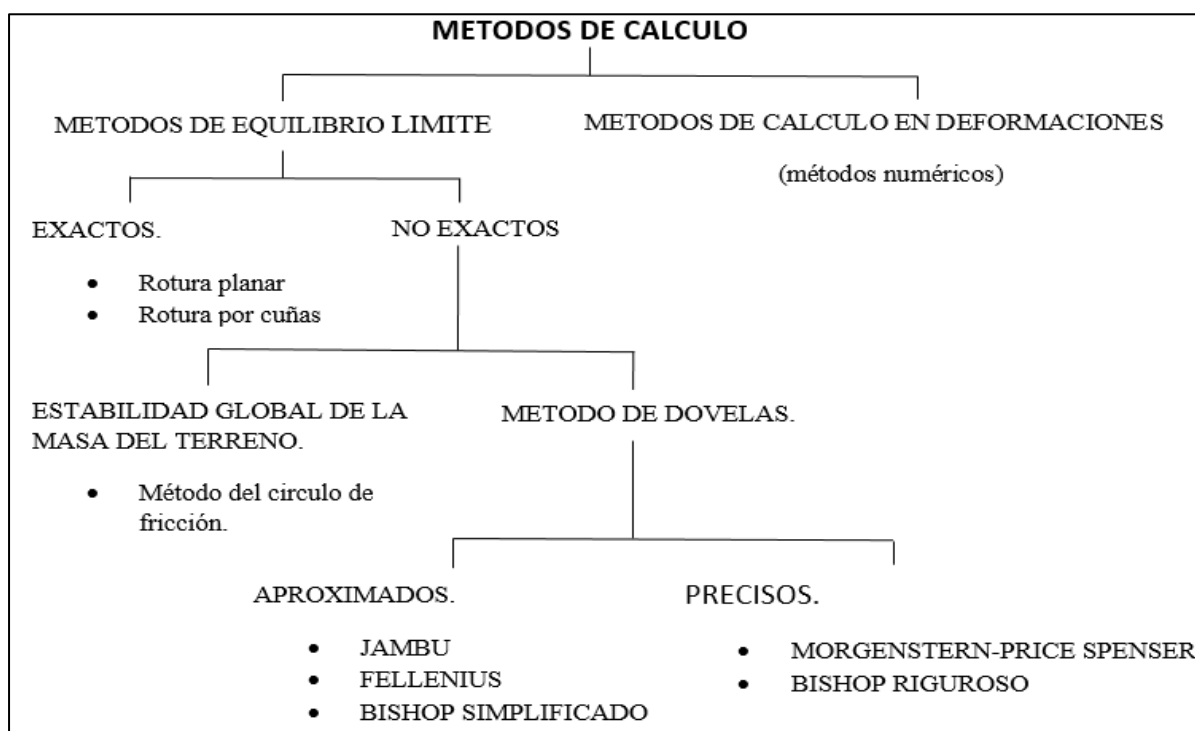 METODOS DE CALCULO
METODOS DE EQUILIBRIO LIMITE
METODOS DE CALCULO EN DEFORMACIONES
(métodos numéricos)
EXACTOS.
NO EXACTOS
• Rotura planar
• Rotura por cuñas
ESTABILIDAD GLOBAL DE LA
MASA DEL TERRENO.
METODO DE DOVELAS.
• Método del circulo de
fricción.
APROXIMADOS.
PRECISOS.
• JAMBU
• FELLENIUS
• BISHOP SIMPLIFICADO
• MORGENSTERN-PRICE SPENSER
• BISHOP RIGUROSO